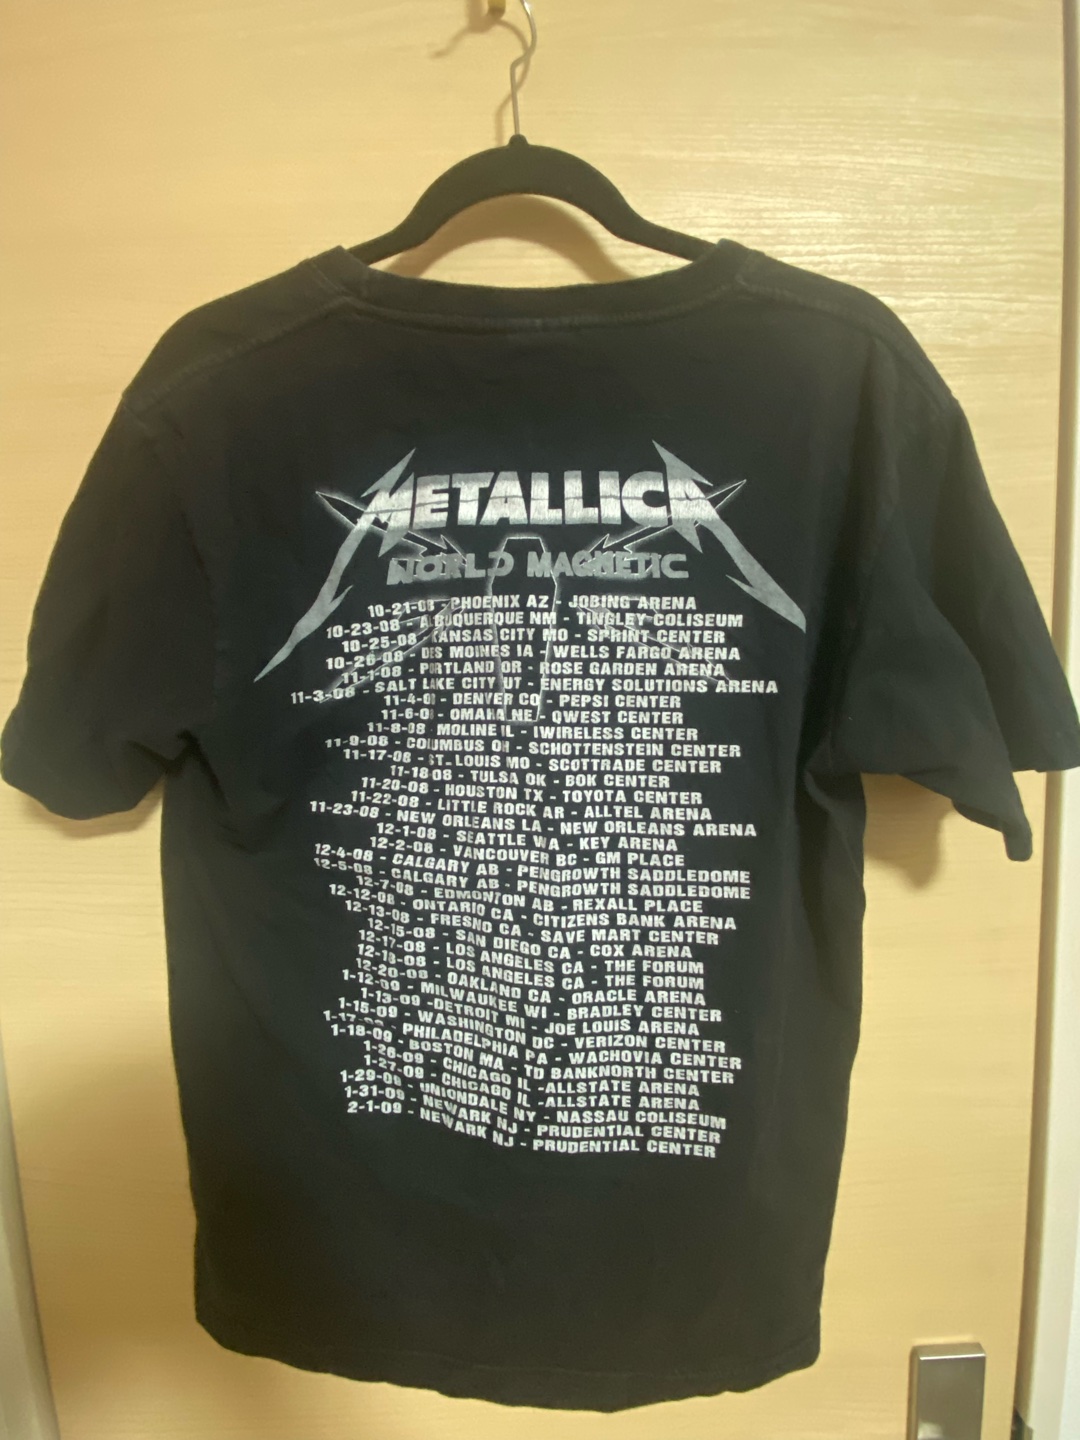 METALLICA
WORLD MAGNETIC
10-21-08 - PHOENIX AZ - JOBING ARENA
10-23-08 - ALBUQUERQUE NM - TINGLEY COLISEUM
10-25-08 - KANSAS CITY MO - SPRINT CENTER
10-26-08 - DES MOINES IA - WELLS FARGO ARENA
11-1-08 - PORTLAND OR - ROSE GARDEN ARENA
11-3-08 - SALT LAKE CITY UT - ENERGY SOLUTIONS ARENA
11-4-08 - DENVER CO - PEPSI CENTER
11-6-08 - OMAHA NE - QWEST CENTER
11-8-08 MOLINE IL - IWIRELESS CENTER
11-9-08 - COLUMBUS OH - SCHOTTENSTEIN CENTER
11-17-08 - ST. LOUIS MO - SCOTTRADE CENTER
11-18-08 - TULSA OK - BOK CENTER
11-20-08 - HOUSTON TX - TOYOTA CENTER
11-22-08 - LITTLE ROCK AR - ALLTEL ARENA
11-23-08 - NEW ORLEANS LA - NEW ORLEANS ARENA
12-1-08 - SEATTLE WA - KEY ARENA
12-2-08 - VANCOUVER BC - GM PLACE
12-4-08 - CALGARY AB - PENGROWTH SADDLEDOME
12-5-08 - CALGARY AB - PENGROWTH SADDLEDOME
12-7-08 - EDMONTON AB - REXALL PLACE
12-12-08 - ONTARIO CA - CITIZENS BANK ARENA
12-13-08 - FRESNO CA - SAVE MART CENTER
12-15-08 - SAN DIEGO CA - COX ARENA
12-17-08 - LOS ANGELES CA - THE FORUM
12-18-08 - LOS ANGELES CA - THE FORUM
12-20-08 - OAKLAND CA - ORACLE ARENA
1-12-09 - MILWAUKEE WI - BRADLEY CENTER
1-13-09 -DETROIT MI - JOE LOUIS ARENA
1-15-09 - WASHINGTON DC - VERIZON CENTER
1-17-09 - PHILADELPHIA PA - WACHOVIA CENTER
1-18-09 - BOSTON MA - TD BANKNORTH CENTER
1-26-09 - CHICAGO IL -ALLSTATE ARENA
1-27-09 - CHICAGO IL -ALLSTATE ARENA
1-29-09 - UNIONDALE NY - NASSAU COLISEUM
1-31-09 - NEWARK NJ - PRUDENTIAL CENTER
2-1-09 - NEWARK NJ - PRUDENTIAL CENTER